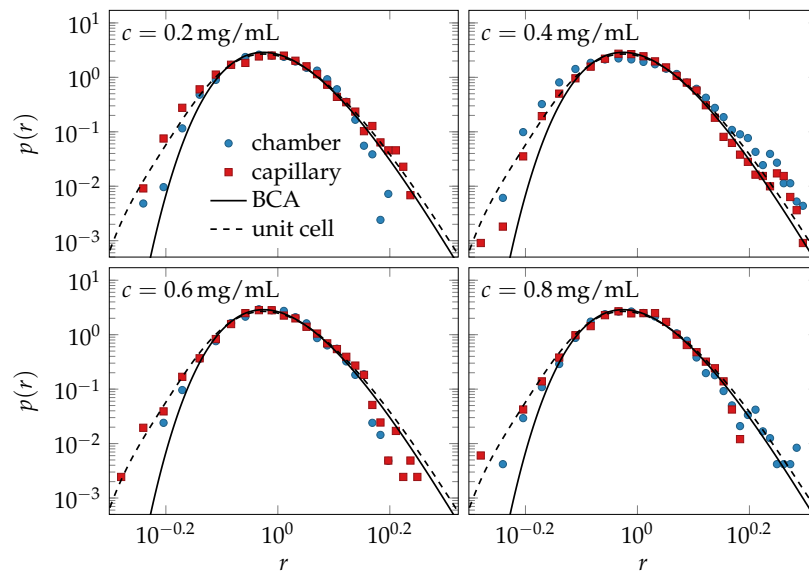 c = 0.2 mg/mL
c = 0.4 mg/mL
10^1
10^0
10^−1
10^−2
10^−3
p(r)
chamber
capillary
BCA
unit cell
c = 0.6 mg/mL
c = 0.8 mg/mL
10^1
10^0
10^−1
10^−2
10^−3
p(r)
10^−0.2
10^0
10^0.2
10^−0.2
10^0
10^0.2
r
r